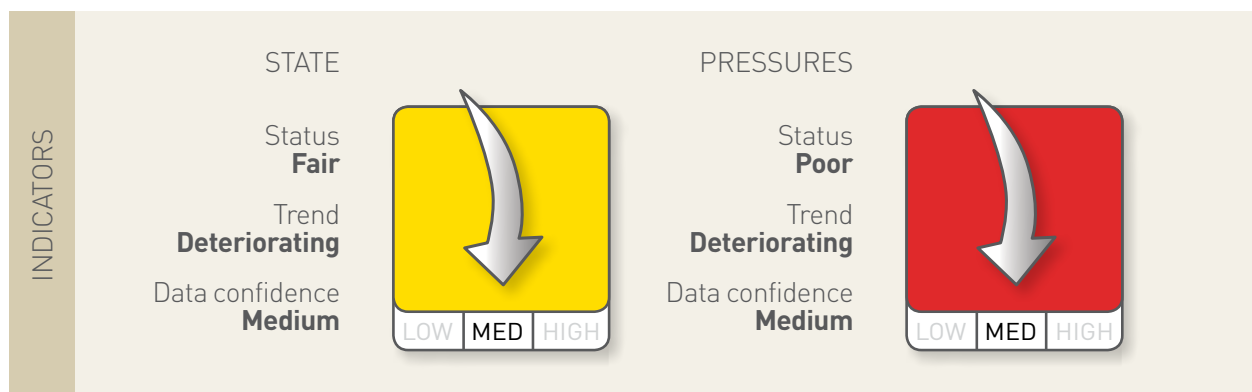 INDICATORS
STATE
Status
Fair
Trend
Deteriorating
Data confidence
Medium
LOW MED HIGH
PRESSURES
Status
Poor
Trend
Deteriorating
Data confidence
Medium
LOW MED HIGH